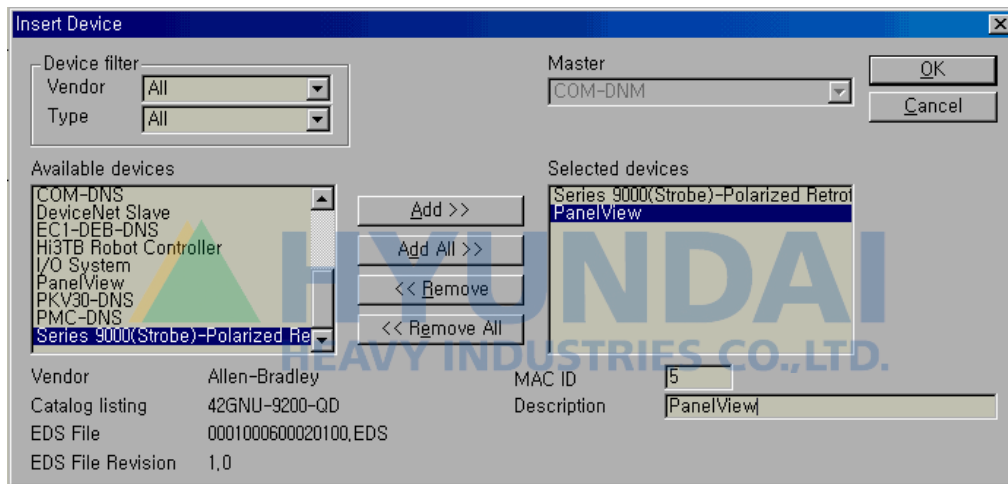 Insert Device
Device filter
Vendor All
Type All
Master
COM-DNM
OK
Cancel
Available devices
COM-DNS
DeviceNet Slave
EC1-DEB-DNS
Hi3TB Robot Controller
I/O System
PanelView
PKV30-DNS
PMC-DNS
Series 9000(Strobe)-Polarized Re
Add >>
Add All >>
<< Remove
<< Remove All
Selected devices
Series 9000(Strobe)-Polarized Retro
PanelView
HYUNDAI
HEAVY INDUSTRIES CO.,LTD.
Vendor Allen-Bradley
Catalog listing 42GNU-9200-QD
EDS File 0001000600020100.EDS
EDS File Revision 1.0
MAC ID 5
Description PanelView